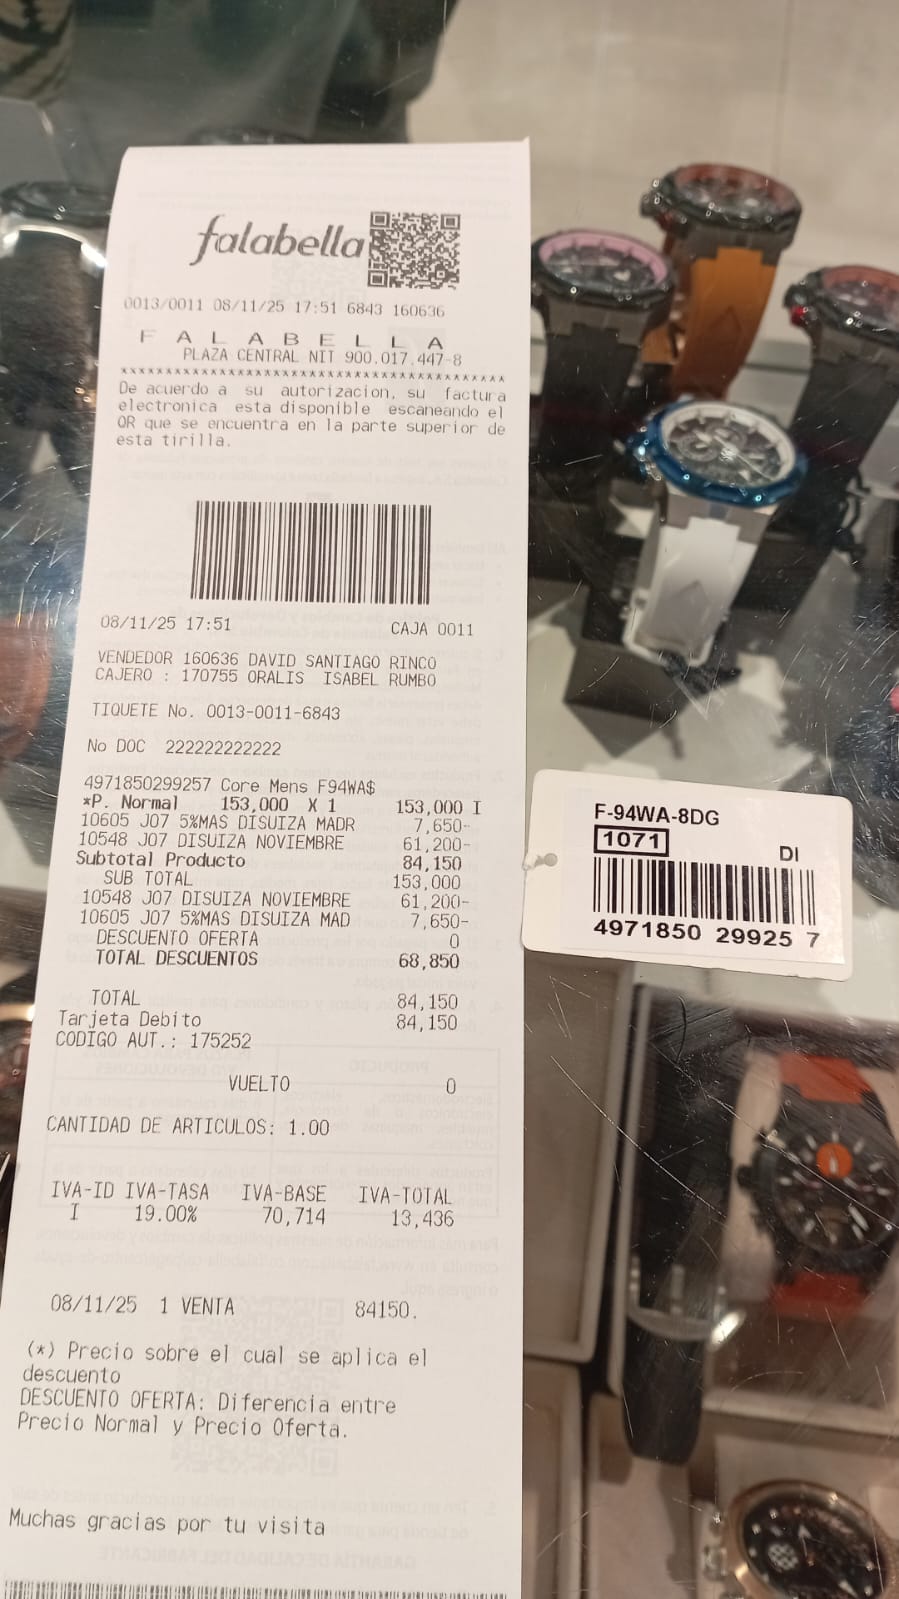 falabella
0013/0011 08/11/25 17:51 6843 160636
F A L A B E L L A
PLAZA CENTRAL NIT 900.017.447-8
De acuerdo a su autorizacion, su factura
electronica esta disponible escaneando el
QR que se encuentra en la parte superior de
esta tirilla.
08/11/25 17:51 CAJA 0011
VENDEDOR 160636 DAVID SANTIAGO RINCO
CAJERO : 170755 ORALIS ISABEL RUMBO
TIQUETE No. 0013-0011-6843
No DOC 222222222222
4971850299257 Core Mens F94WA$
*P. Normal 153,000 X 1 153,000 I
10605 J07 5%MAS DISUIZA MADR 7,650-
10548 J07 DISUIZA NOVIEMBRE 61,200-
Subtotal Producto 84,150
SUB TOTAL 153,000
10548 J07 DISUIZA NOVIEMBRE 61,200-
10605 J07 5%MAS DISUIZA MAD 7,650-
DESCUENTO OFERTA 0
TOTAL DESCUENTOS 68,850
TOTAL 84,150
Tarjeta Debito 84,150
CODIGO AUT.: 175252
VUELTO 0
CANTIDAD DE ARTICULOS: 1.00
IVA-ID IVA-TASA IVA-BASE IVA-TOTAL
I 19.00% 70,714 13,436
08/11/25 1 VENTA 84150.
(*) Precio sobre el cual se aplica el
descuento
DESCUENTO OFERTA: Diferencia entre
Precio Normal y Precio Oferta.
Muchas gracias por tu visita
F-94WA-8DG
1071 DI
4971850 29925 7